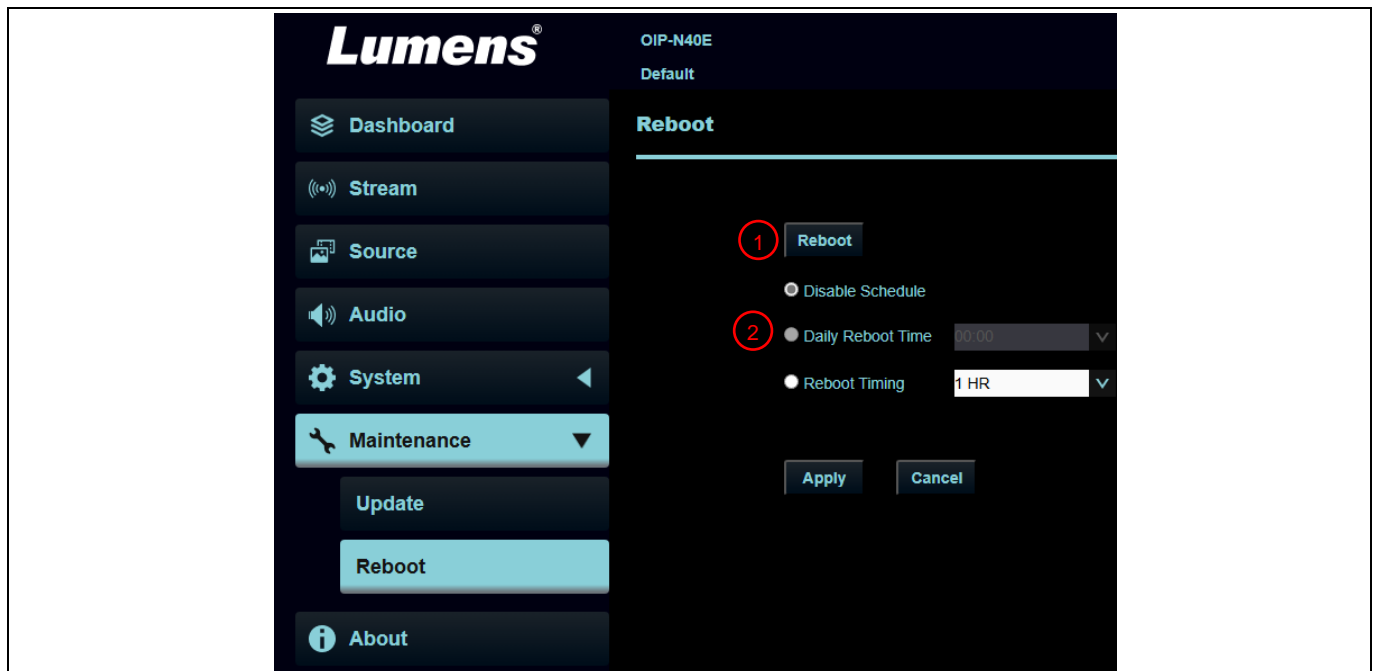 Lumens®
OIP-N40E
Default
Dashboard
Stream
Source
Audio
System
Maintenance
Update
Reboot
About
Reboot
1 Reboot
Disable Schedule
2 Daily Reboot Time 00:00
Reboot Timing 1 HR
Apply Cancel